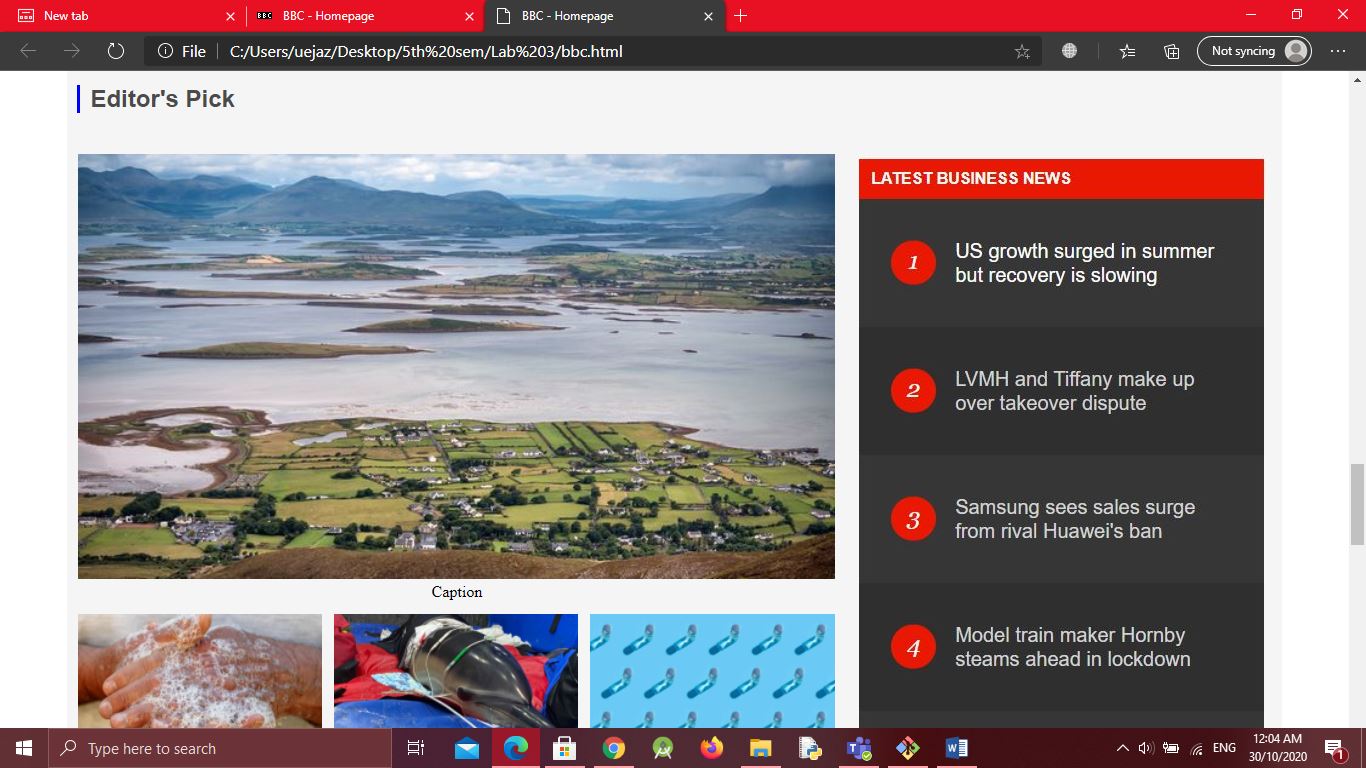 New tab
BBC - Homepage
BBC - Homepage
File
C:/Users/uejaz/Desktop/5th%20sem/Lab%203/bbc.html
Not syncing
Editor's Pick
Caption
LATEST BUSINESS NEWS
1
US growth surged in summer
but recovery is slowing
2
LVMH and Tiffany make up
over takeover dispute
3
Samsung sees sales surge
from rival Huawei's ban
4
Model train maker Hornby
steams ahead in lockdown
Type here to search
ENG
12:04 AM
30/10/2020
1